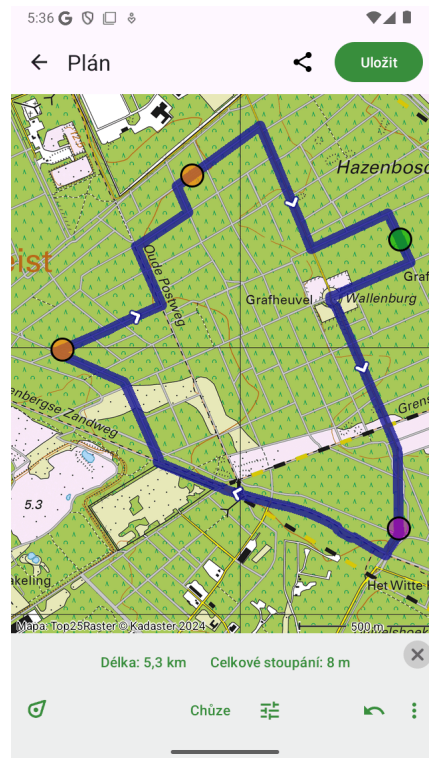 5:36
Plán
Uložit
Hazenbosc
eist
Oude Postweg
Graf
Grafheuvel
Wallenburg
Grens
enbergse Zandweg
5.3
akeling
Het Witte H
500 m
Mapa: Top25Raster © Kadaster 2024
Délka: 5,3 km Celkové stoupání: 8 m
Chůze